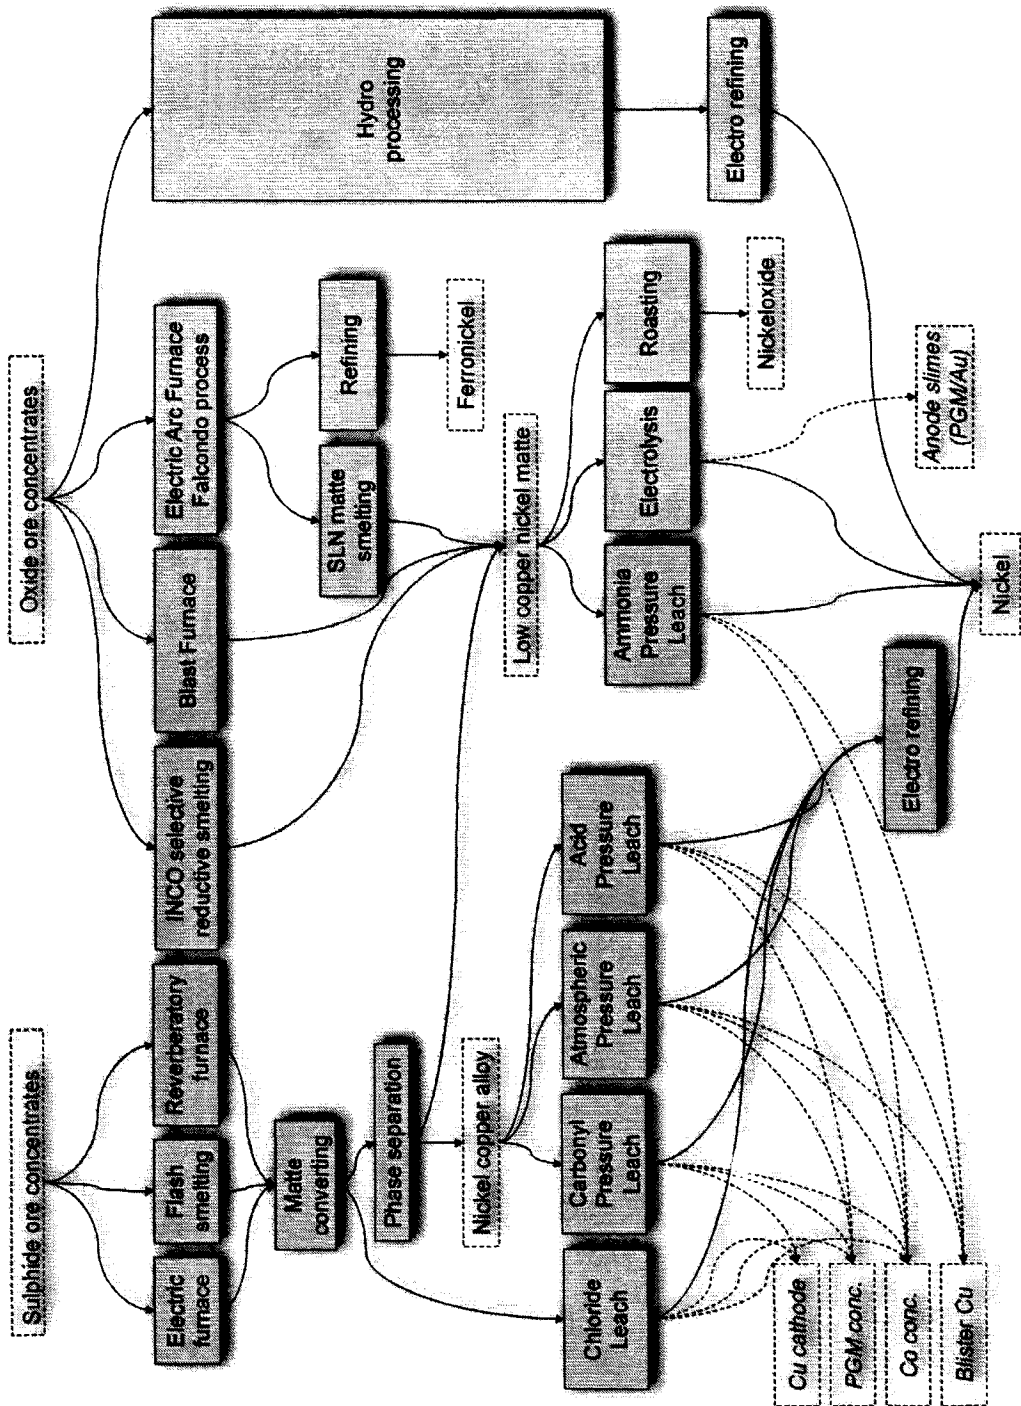 Sulphide ore concentrates
Oxide ore concentrates
Electric
furnace
Flash
smelting
Reverberatory
furnace
INCO selective
reductive smelting
Blast Furnace
Electric Arc Furnace
Falcondo process
Hydro
processing
Matte
converting
SLN matte
smelting
Refining
Phase separation
Ferronickel
Nickel copper alloy
Low copper nickel matte
Chloride
Leach
Carbonyl
Pressure
Leach
Atmospheric
Pressure
Leach
Acid
Pressure
Leach
Ammonia
Pressure
Leach
Electrolysis
Roasting
Electro refining
Nickeloxide
Cu cathode
PGM conc.
Co conc.
Blister Cu
Electro refining
Anode slimes
(PGM/Au)
Nickel